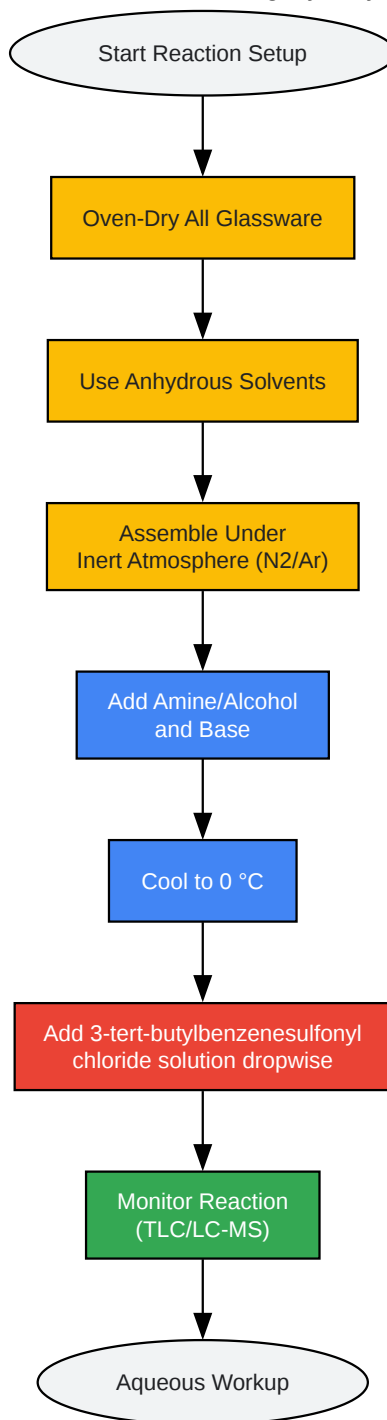 Start Reaction Setup
Oven-Dry All Glassware
Use Anhydrous Solvents
Assemble Under
Inert Atmosphere (N2/Ar)
Add Amine/Alcohol
and Base
Cool to 0 °C
Add 3-tert-butylbenzenesulfonyl
chloride solution dropwise
Monitor Reaction
(TLC/LC-MS)
Aqueous Workup